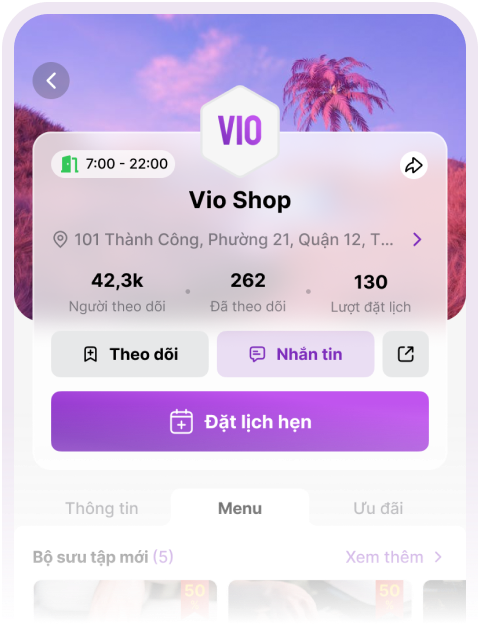 VIO
7:00 - 22:00
Vio Shop
101 Thành Công, Phường 21, Quận 12, T...
42,3k 262 130
Người theo dõi Đã theo dõi Lượt đặt lịch
Theo dõi Nhắn tin
Đặt lịch hẹn
Thông tin Menu Ưu đãi
Bộ sưu tập mới (5) Xem thêm
50 50